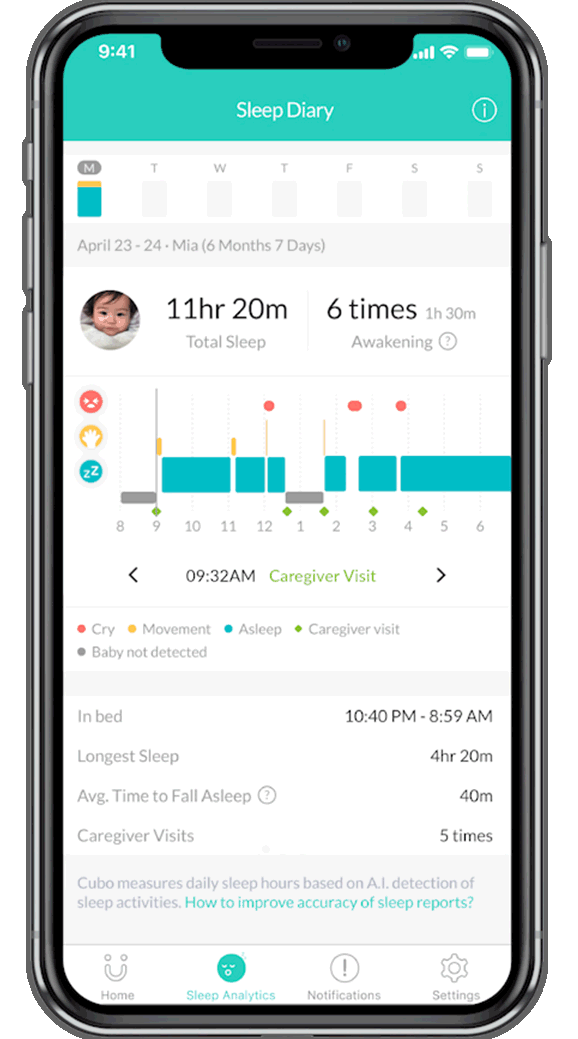 9:41
Sleep Diary
M T W T F S S
April 23 - 24 · Mia (6 Months 7 Days)
11hr 20m 6 times 1h 30m
Total Sleep Awakening ?
zZ
8 9 10 11 12 1 2 3 4 5 6
09:32AM Caregiver Visit
Cry Movement Asleep Caregiver visit
Baby not detected
In bed 10:40 PM - 8:59 AM
Longest Sleep 4hr 20m
Avg. Time to Fall Asleep ? 40m
Caregiver Visits 5 times
Cubo measures daily sleep hours based on A.I. detection of
sleep activities. How to improve accuracy of sleep reports?
Home Sleep Analytics Notifications Settings